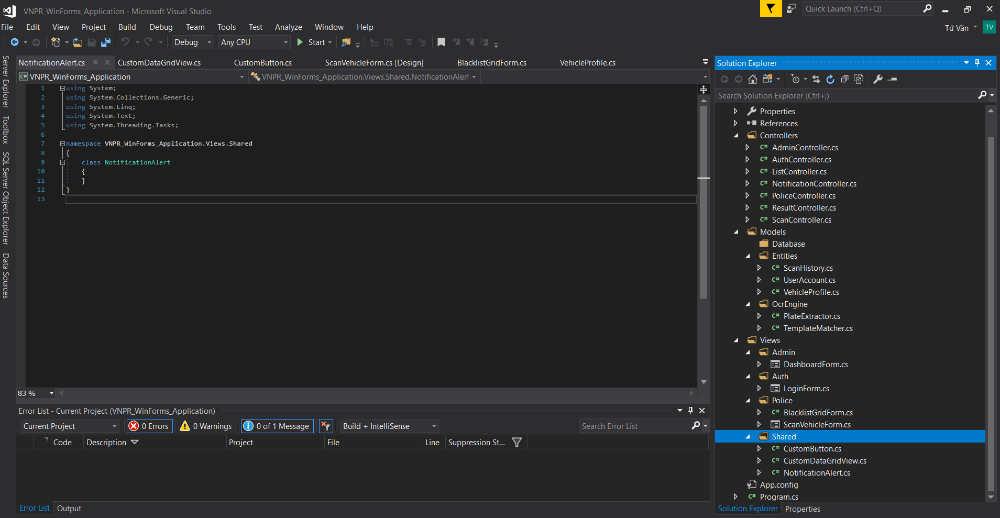 VNPR_WinForms_Application - Microsoft Visual Studio
Quick Launch (Ctrl+Q)
File Edit View Project Build Debug Team Tools Test Analyze Window Help
Tứ Văn TV
Debug Any CPU Start
Server Explorer
Toolbox
SQL Server Object Explorer
Data Sources
NotificationAlert.cs CustomDataGridView.cs CustomButton.cs ScanVehicleForm.cs [Design] BlacklistGridForm.cs VehicleProfile.cs
C# VNPR_WinForms_Application VNPR_WinForms_Application.Views.Shared.NotificationAlert
1 using System;
2 using System.Collections.Generic;
3 using System.Linq;
4 using System.Text;
5 using System.Threading.Tasks;
6
7 namespace VNPR_WinForms_Application.Views.Shared
8 {
9 class NotificationAlert
10 {
11 }
12 }
13
83 %
Error List - Current Project (VNPR_WinForms_Application)
Current Project 0 Errors 0 Warnings 0 of 1 Message Build + IntelliSense Search Error List
Code Description Project File Line Suppression St...
Error List Output
Solution Explorer
Search Solution Explorer (Ctrl+;)
Properties
References
Controllers
C# AdminController.cs
C# AuthController.cs
C# ListController.cs
C# NotificationController.cs
C# PoliceController.cs
C# ResultController.cs
C# ScanController.cs
Models
Database
Entities
C# ScanHistory.cs
C# UserAccount.cs
C# VehicleProfile.cs
OcrEngine
C# PlateExtractor.cs
C# TemplateMatcher.cs
Views
Admin
DashboardForm.cs
Auth
LoginForm.cs
Police
C# BlacklistGridForm.cs
ScanVehicleForm.cs
Shared
C# CustomButton.cs
C# CustomDataGridView.cs
C# NotificationAlert.cs
App.config
C# Program.cs
Solution Explorer Properties